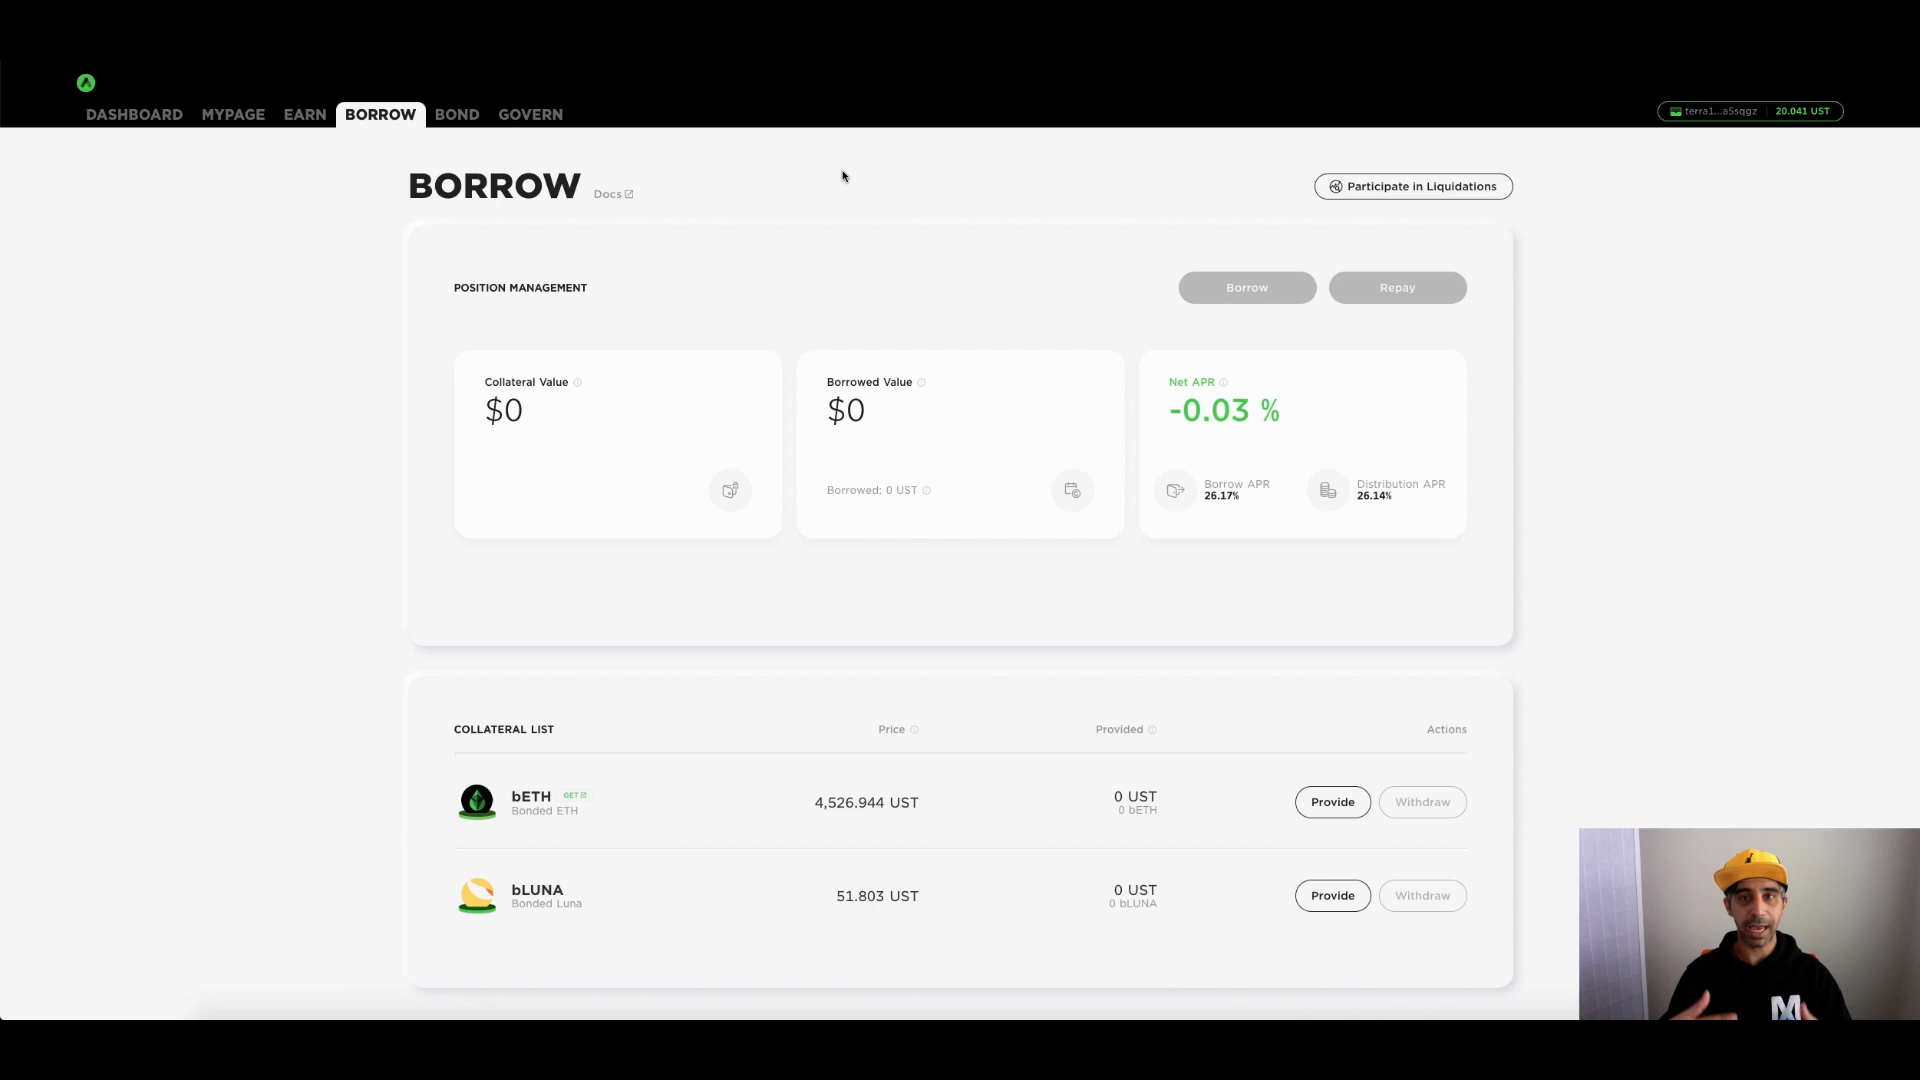 DASHBOARD MYPAGE EARN BORROW BOND GOVERN
terra1...a5sqgz 20.041 UST
BORROW Docs
Participate in Liquidations
POSITION MANAGEMENT
Borrow Repay
Collateral Value
$0
Borrowed Value
$0
Borrowed: 0 UST
Net APR
-0.03 %
Borrow APR
26.17%
Distribution APR
26.14%
COLLATERAL LIST Price Provided Actions
bETH GET
Bonded ETH
4,526.944 UST
0 UST
0 bETH
Provide Withdraw
bLUNA
Bonded Luna
51.803 UST
0 UST
0 bLUNA
Provide Withdraw